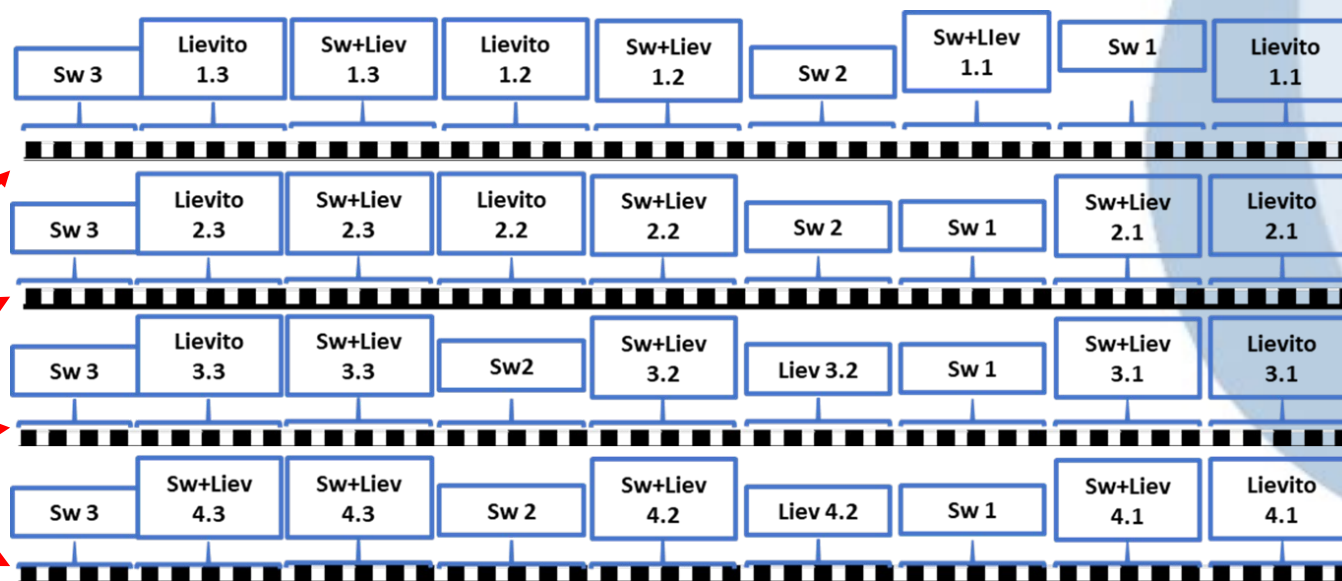 Sw 3
Lievito
1.3
Sw+Liev
1.3
Lievito
1.2
Sw+Liev
1.2
Sw 2
Sw+LIev
1.1
Sw 1
Lievito
1.1
Sw 3
Lievito
2.3
Sw+Liev
2.3
Lievito
2.2
Sw+Liev
2.2
Sw 2
Sw 1
Sw+Liev
2.1
Lievito
2.1
Sw 3
Lievito
3.3
Sw+Liev
3.3
Sw2
Sw+Liev
3.2
Liev 3.2
Sw 1
Sw+Liev
3.1
Lievito
3.1
Sw 3
Sw+Liev
4.3
Sw+Liev
4.3
Sw 2
Sw+Liev
4.2
Liev 4.2
Sw 1
Sw+Liev
4.1
Lievito
4.1